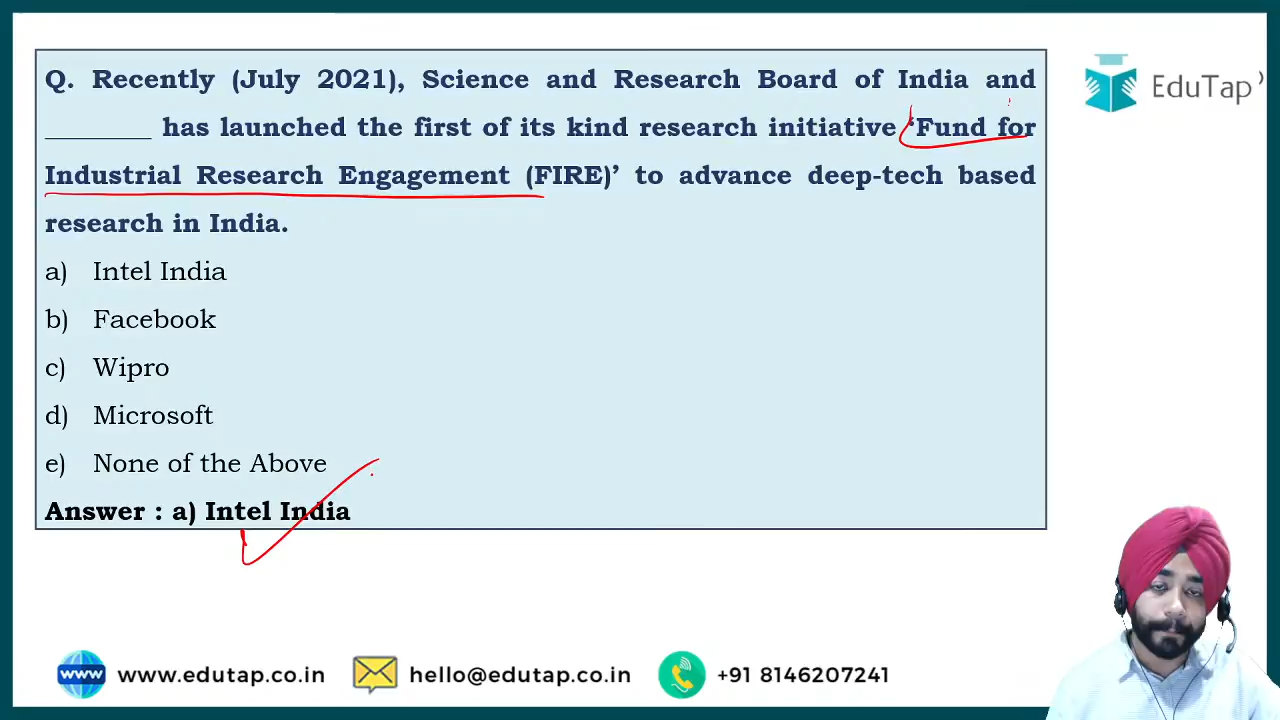 Q. Recently (July 2021), Science and Research Board of India and
________ has launched the first of its kind research initiative ‘Fund for
Industrial Research Engagement (FIRE)’ to advance deep-tech based
research in India.
a) Intel India
b) Facebook
c) Wipro
d) Microsoft
e) None of the Above
Answer : a) Intel India
EduTap
www www.edutap.co.in hello@edutap.co.in +91 8146207241